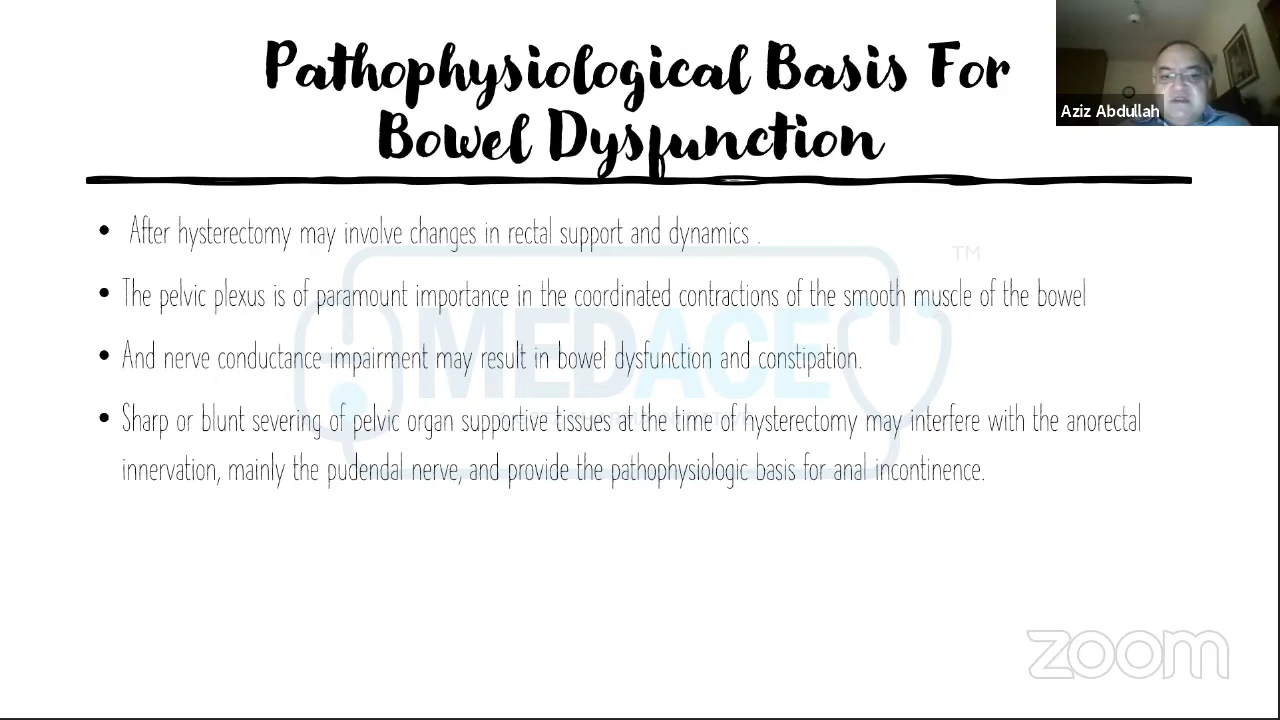 Pathophysiological Basis For
Bowel Dysfunction
Aziz Abdullah
• After hysterectomy may involve changes in rectal support and dynamics .
• The pelvic plexus is of paramount importance in the coordinated contractions of the smooth muscle of the bowel
• And nerve conductance impairment may result in bowel dysfunction and constipation.
• Sharp or blunt severing of pelvic organ supportive tissues at the time of hysterectomy may interfere with the anorectal
innervation, mainly the pudendal nerve, and provide the pathophysiologic basis for anal incontinence.
MEDACE
TM
zoom